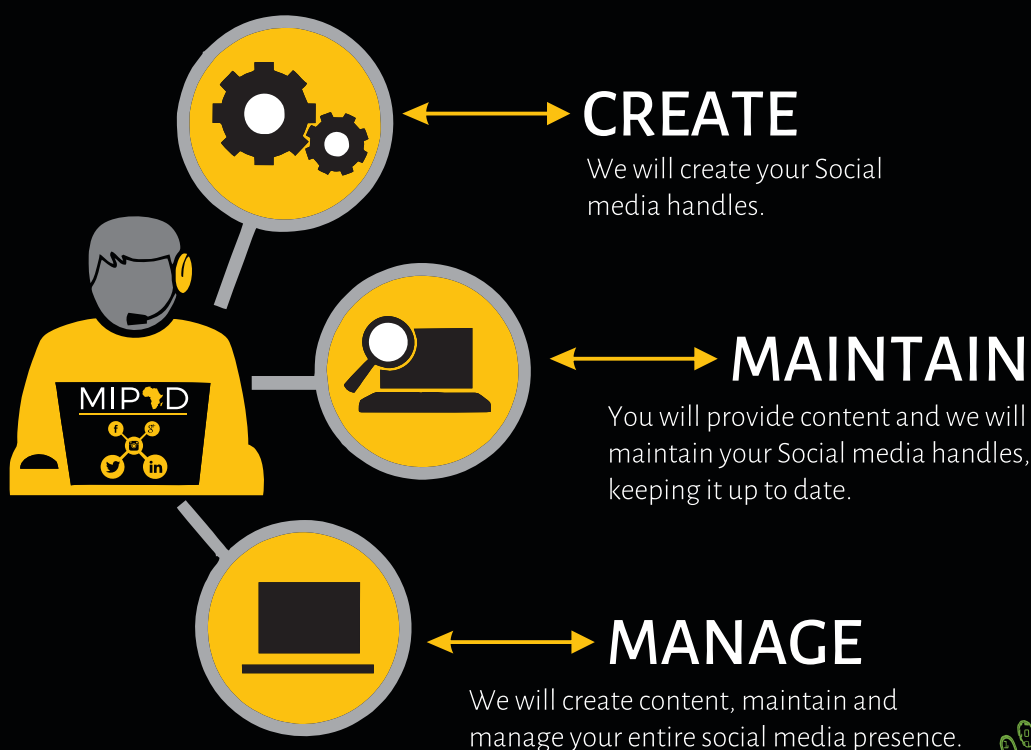 CREATE
We will create your Social
media handles.
MIPAD
MAINTAIN
You will provide content and we will
maintain your Social media handles,
keeping it up to date.
MANAGE
We will create content, maintain and
manage your entire social media presence.